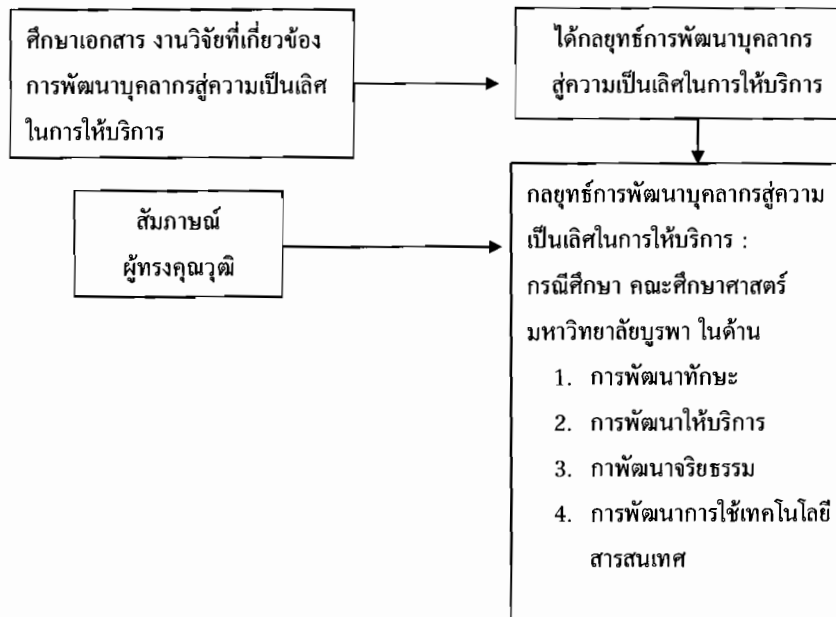 ศึกษาเอกสาร งานวิจัยที่เกี่ยวข้อง
การพัฒนาบุคลากรสู่ความเป็นเลิศ
ในการให้บริการ
ได้กลยุทธ์การพัฒนาบุคลากร
สู่ความเป็นเลิศในการให้บริการ
สัมภาษณ์
ผู้ทรงคุณวุฒิ
กลยุทธ์การพัฒนาบุคลากรสู่ความ
เป็นเลิศในการให้บริการ :
กรณีศึกษา คณะศึกษาศาสตร์
มหาวิทยาลัยบูรพา ในด้าน
1. การพัฒนาทักษะ
2. การพัฒนาให้บริการ
3. กาพัฒนาจริยธรรม
4. การพัฒนาการใช้เทคโนโลยี
สารสนเทศ